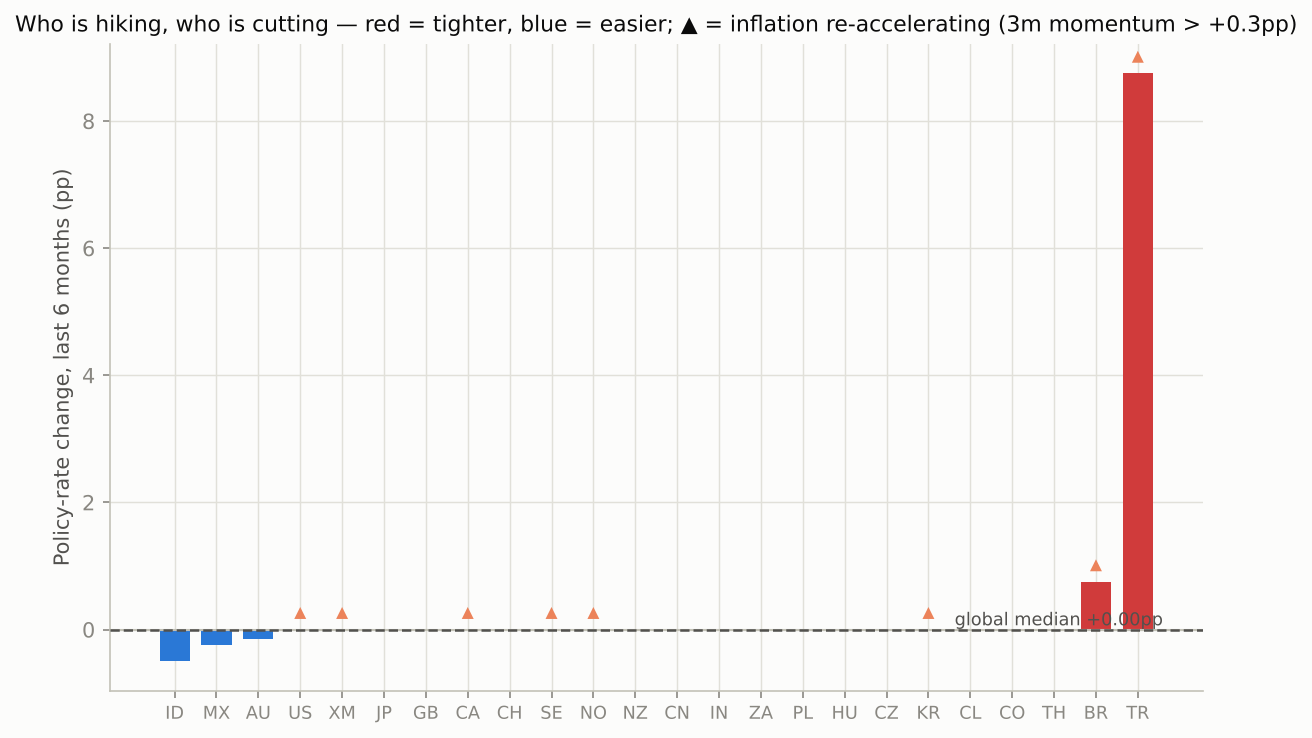 Who is hiking, who is cutting — red = tighter, blue = easier; ▲ = inflation re-accelerating (3m momentum > +0.3pp)
Policy-rate change, last 6 months (pp)
8
6
4
2
0
global median +0.00pp
ID MX AU US XM JP GB CA CH SE NO NZ CN IN ZA PL HU CZ KR CL CO TH BR TR